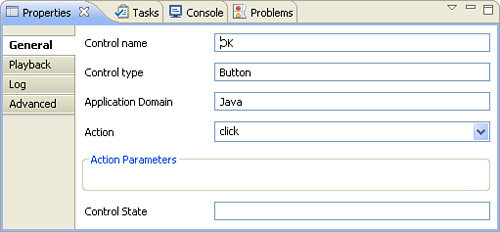 Properties Tasks Console Problems
General
Playback
Log
Advanced
Control name OK
Control type Button
Application Domain Java
Action click
Action Parameters
Control State